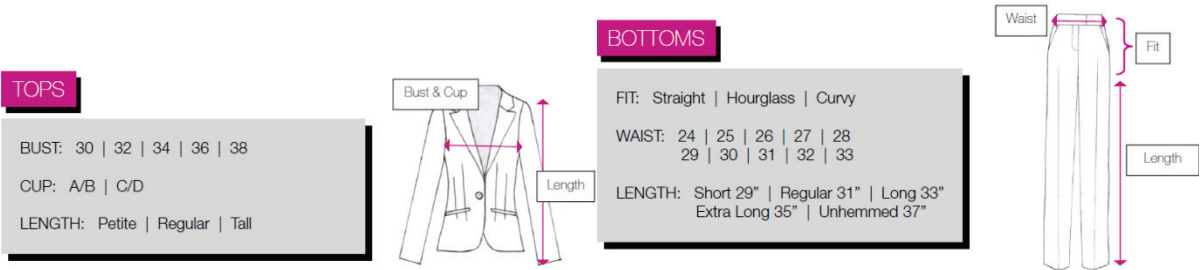 TOPS
BUST: 30 | 32 | 34 | 36 | 38
CUP: A/B | C/D
LENGTH: Petite | Regular | Tall
Bust & Cup
Length
BOTTOMS
FIT: Straight | Hourglass | Curvy
WAIST: 24 | 25 | 26 | 27 | 28
29 | 30 | 31 | 32 | 33
LENGTH: Short 29" | Regular 31" | Long 33"
Extra Long 35" | Unhemmed 37"
Waist
Fit
Length